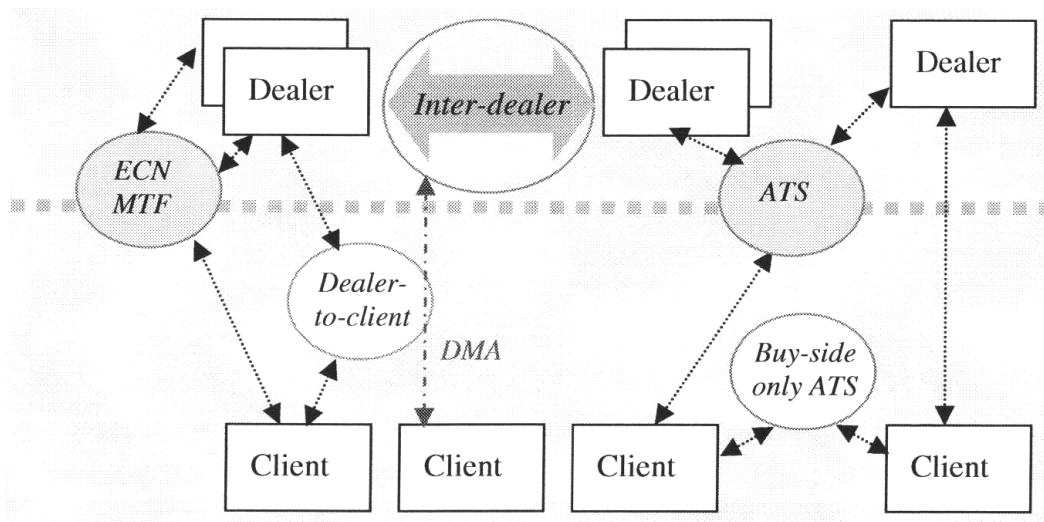 Dealer
Inter-dealer
Dealer
Dealer
ECN
MTF
ATS
Dealer-
to-client
DMA
Buy-side
only ATS
Client
Client
Client
Client